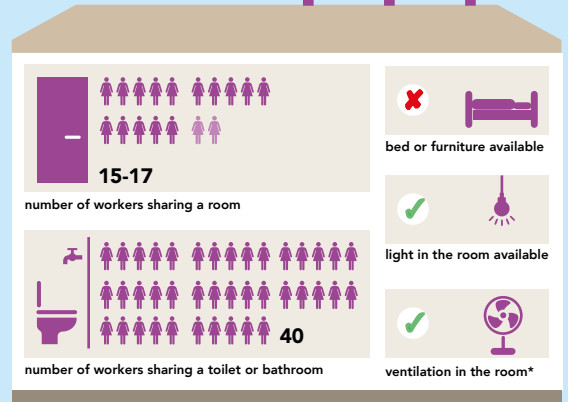 15-17
number of workers sharing a room
40
number of workers sharing a toilet or bathroom
bed or furniture available
light in the room available
ventilation in the room*